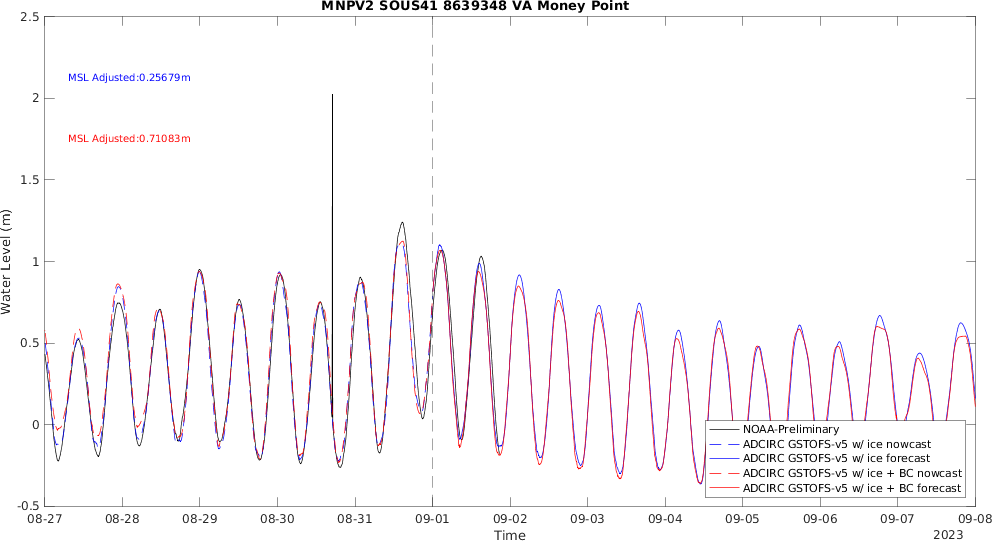 MNPV2 SOUS41 8639348 VA Money Point
2.5
MSL Adjusted:0.25679m
2
MSL Adjusted:0.71083m
1.5
Water Level (m)
1
0.5
0
NOAA-Preliminary
ADCIRC GSTOFS-v5 w/ ice nowcast
ADCIRC GSTOFS-v5 w/ ice forecast
ADCIRC GSTOFS-v5 w/ ice + BC nowcast
ADCIRC GSTOFS-v5 w/ ice + BC forecast
-0.5
08-27 08-28 08-29 08-30 08-31 09-01 09-02 09-03 09-04 09-05 09-06 09-07 09-08
Time
2023